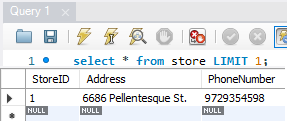 Query 1
1 select * from store LIMIT 1;
StoreID Address PhoneNumber
1 6686 Pellentesque St. 9729354598
NULL NULL NULL